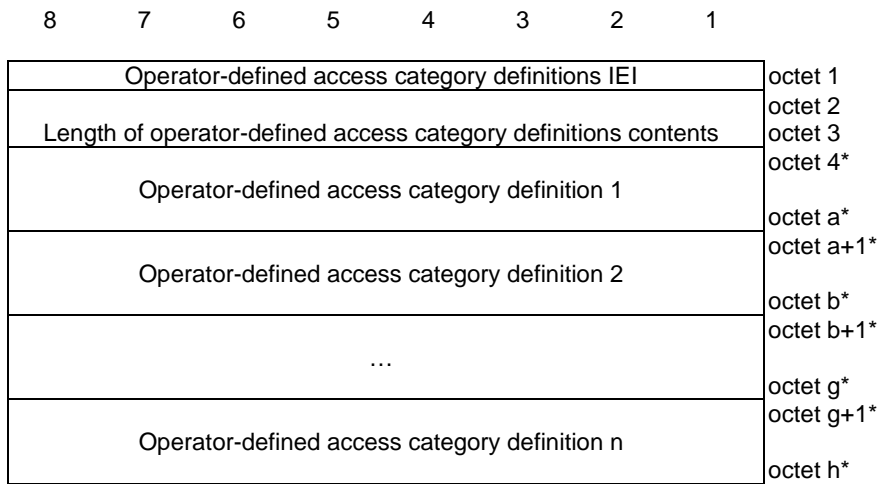 8 7 6 5 4 3 2 1
Operator-defined access category definitions IEI octet 1
octet 2
Length of operator-defined access category definitions contents octet 3
octet 4*
Operator-defined access category definition 1
octet a*
octet a+1*
Operator-defined access category definition 2
octet b*
octet b+1*
…
octet g*
octet g+1*
Operator-defined access category definition n
octet h*